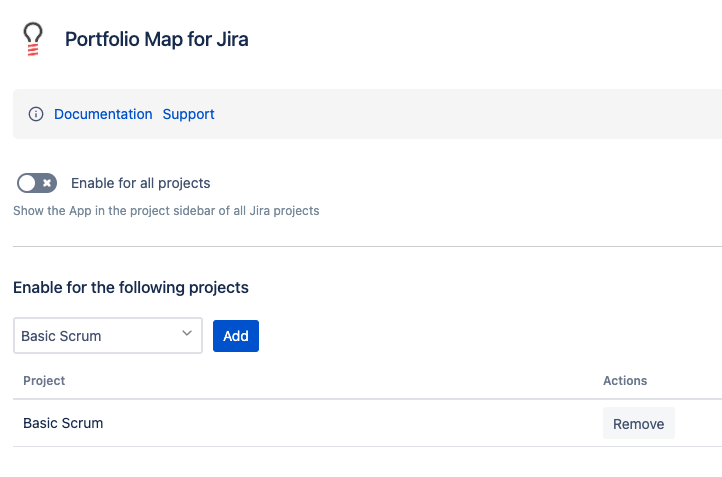 Portfolio Map for Jira
Documentation Support
Enable for all projects
Show the App in the project sidebar of all Jira projects
Enable for the following projects
Basic Scrum Add
Project Actions
Basic Scrum Remove